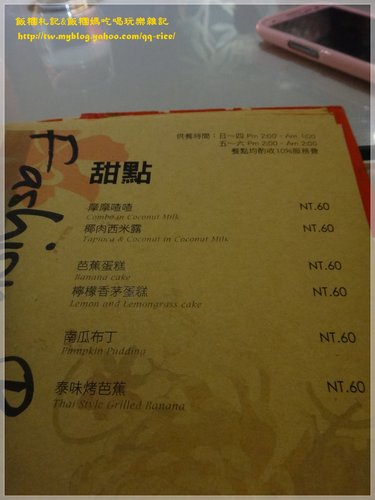 飯糰札記&飯糰媽吃喝玩樂雜記
http://tw.myblog.yahoo.com/qq-rice/
供餐時間：日～四 Pm 2:00 - Am 1:00
五～六 Pm 2:00 - Am 2:00
餐點均酌收10%服務費
甜點
摩摩喳喳 NT.60
Combean Coconut Milk
椰肉西米露 NT.60
Tapioca & Coconut in Coconut Milk
芭蕉蛋糕 NT.60
Banana cake
檸檬香茅蛋糕 NT.60
Lemon and Lemongrass cake
南瓜布丁 NT.60
Pumpkin Pudding
泰味烤芭蕉 NT.60
Thai Style Grilled Banana